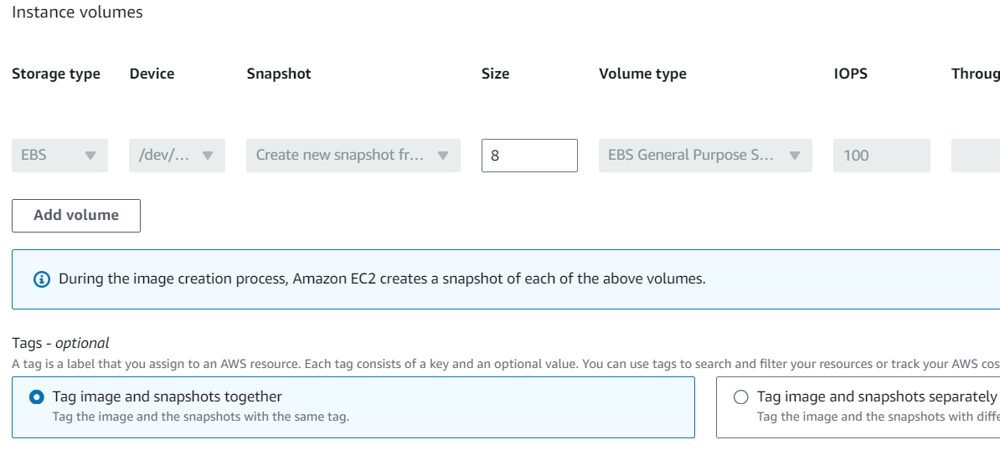 Instance volumes
Storage type Device Snapshot Size Volume type IOPS Throug
EBS /dev/... Create new snapshot fr... 8 EBS General Purpose S... 100
Add volume
During the image creation process, Amazon EC2 creates a snapshot of each of the above volumes.
Tags - optional
A tag is a label that you assign to an AWS resource. Each tag consists of a key and an optional value. You can use tags to search and filter your resources or track your AWS cos
Tag image and snapshots together Tag image and snapshots separately
Tag the image and the snapshots with the same tag. Tag the image and the snapshots with diffe